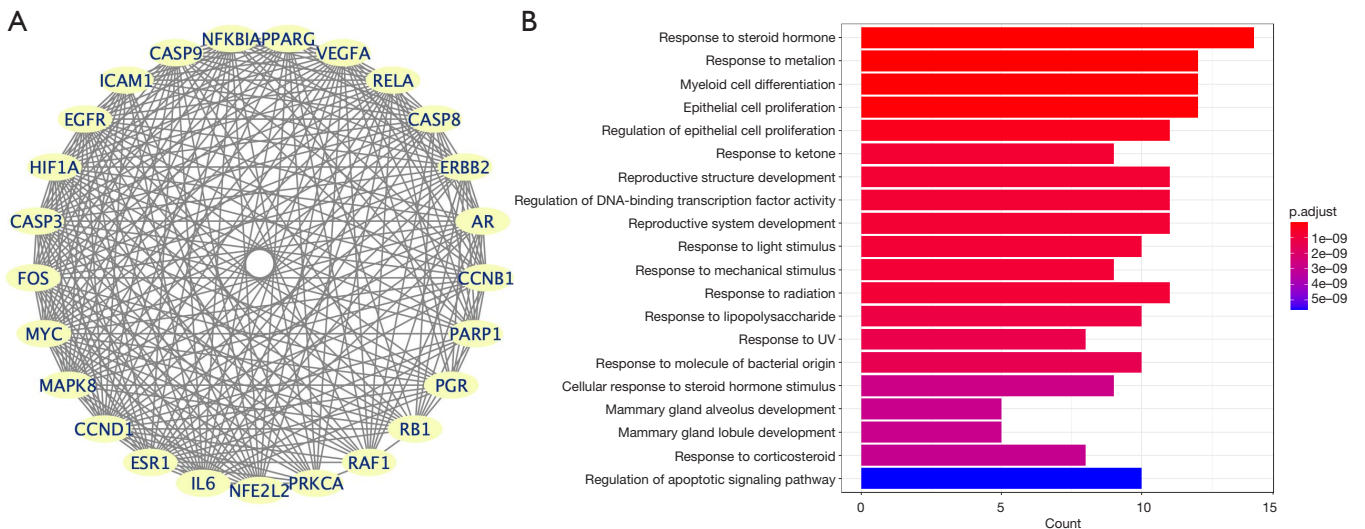 A
NFKBIA
PPARG
CASP9
VEGFA
ICAM1
RELA
EGFR
CASP8
HIF1A
ERBB2
CASP3
AR
FOS
CCNB1
MYC
PARP1
MAPK8
PGR
CCND1
RB1
ESR1
RAF1
IL6
NFE2L2
PRKCA
B
Response to steroid hormone
Response to metalion
Myeloid cell differentiation
Epithelial cell proliferation
Regulation of epithelial cell proliferation
Response to ketone
Reproductive structure development
Regulation of DNA-binding transcription factor activity
Reproductive system development
Response to light stimulus
Response to mechanical stimulus
Response to radiation
Response to lipopolysaccharide
Response to UV
Response to molecule of bacterial origin
Cellular response to steroid hormone stimulus
Mammary gland alveolus development
Mammary gland lobule development
Response to corticosteroid
Regulation of apoptotic signaling pathway
0 5 10 15
Count
p.adjust
1e–09
2e–09
3e–09
4e–09
5e–09